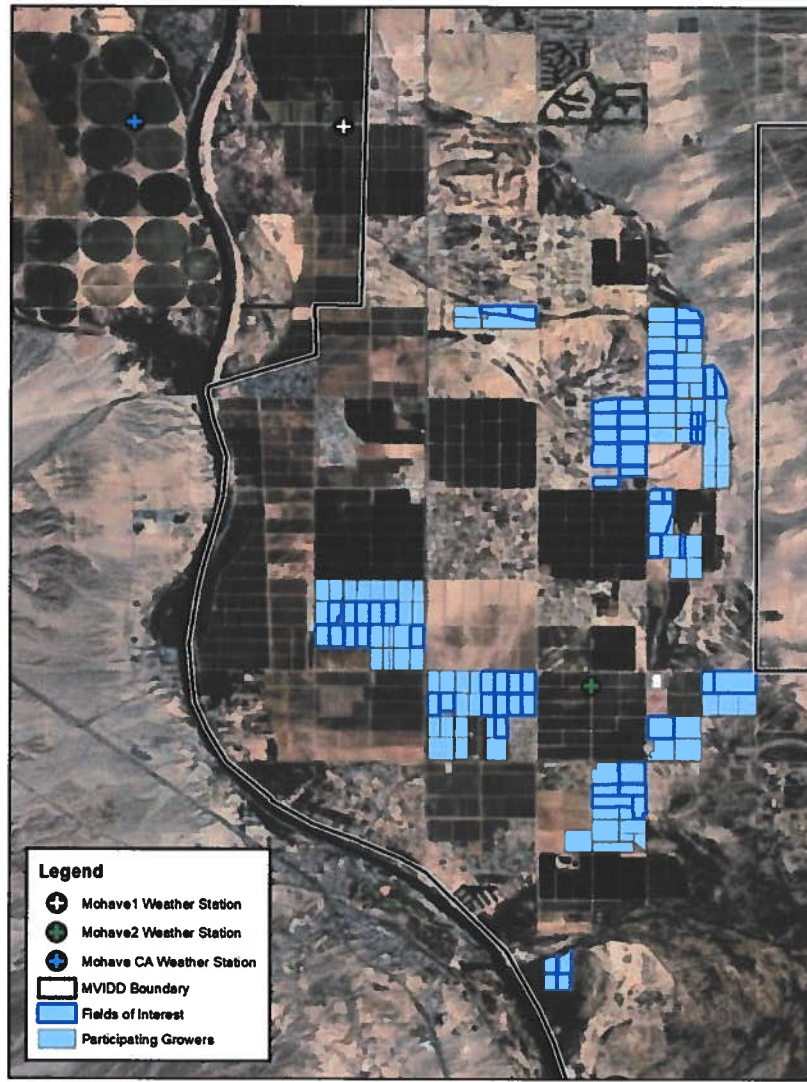 Legend
Mohave1 Weather Station
Mohave2 Weather Station
Mohave CA Weather Station
MVIDD Boundary
Fields of Interest
Participating Growers